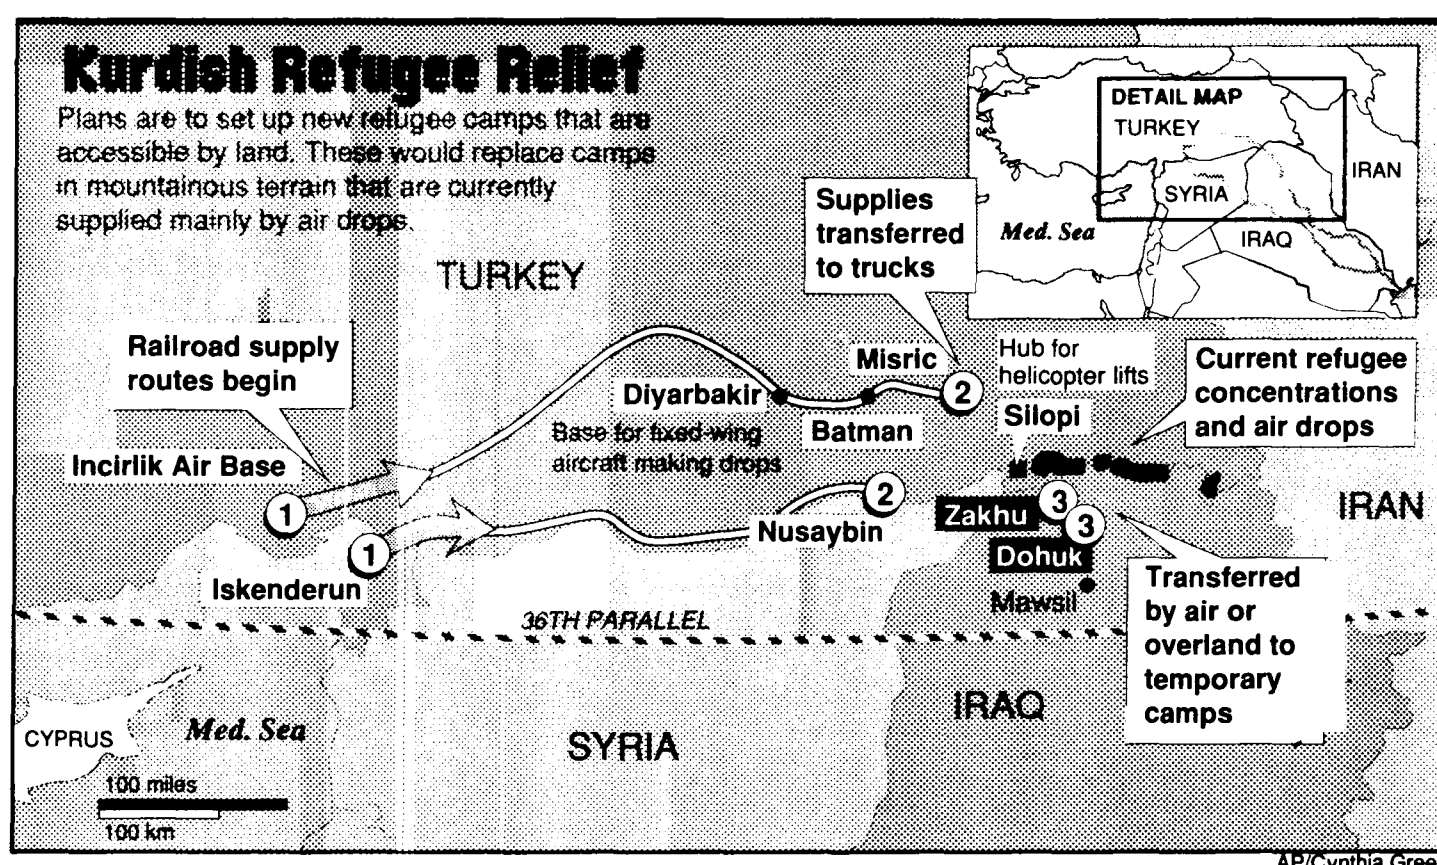 Kurdish Refugee Relief
Plans are to set up new refugee camps that are
accessible by land. These would replace camps
in mountainous terrain that are currently
supplied mainly by air drops.
DETAIL MAP
TURKEY
IRAN
SYRIA
Med. Sea
IRAQ
Supplies
transferred
to trucks
TURKEY
Railroad supply
routes begin
Misric
2
Hub for
helicopter lifts
Silopi
Current refugee
concentrations
and air drops
Diyarbakir
Batman
Base for fixed-wing
aircraft making drops
Incirlik Air Base
1
2
3
Zakhu
3
IRAN
Nusaybin
1
Iskenderun
Dohuk
Mawsil
Transferred
by air or
overland to
temporary
camps
36TH PARALLEL
IRAQ
CYPRUS
Med. Sea
SYRIA
100 miles
100 km
AP/Cynthia